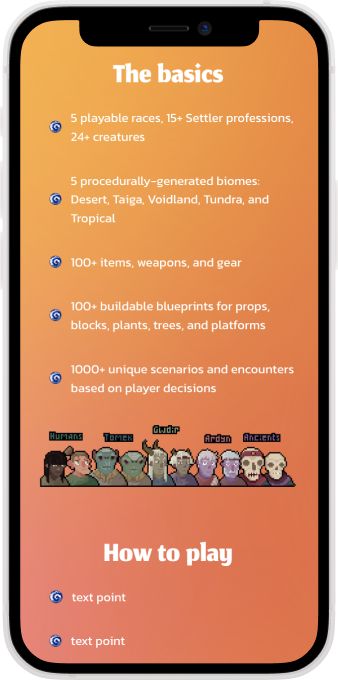 The basics
5 playable races, 15+ Settler professions,
24+ creatures
5 procedurally-generated biomes:
Desert, Taiga, Voidland, Tundra, and
Tropical
100+ items, weapons, and gear
100+ buildable blueprints for props,
blocks, plants, trees, and platforms
1000+ unique scenarios and encounters
based on player decisions
Humans Tomek Gwdir Ardyn Ancients
How to play
text point
text point